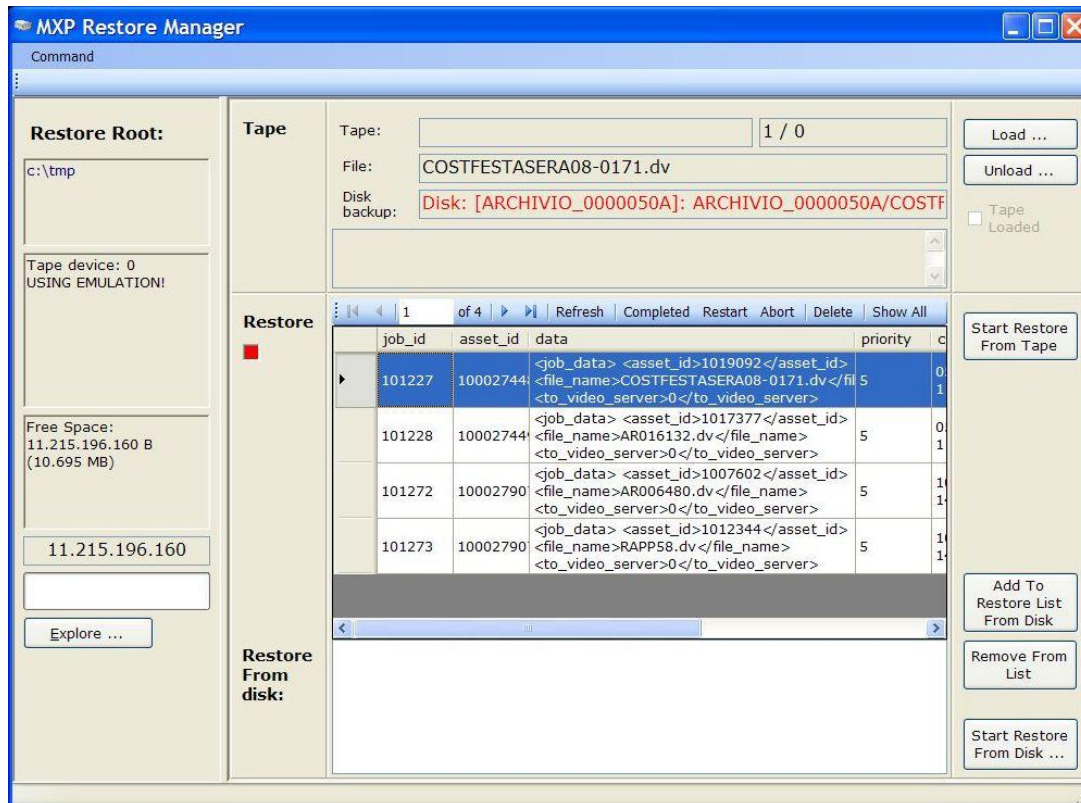 MXP Restore Manager
Command
Restore Root:
c:\tmp
Tape device: 0
USING EMULATION!
Free Space:
11.215.196.160 B
(10.695 MB)
11.215.196.160
Explore ...
Tape
Tape:
1 / 0
File:
COSTFESTASERA08-0171.dv
Disk backup:
Disk: [ARCHIVIO_0000050A]: ARCHIVIO_0000050A/COSTF
Load ...
Unload ...
Tape Loaded
Restore
1 of 4 Refresh Completed Restart Abort Delete Show All
job_id asset_id data priority c
<job_data> <asset_id>1019092</asset_id>
101227 10002744 <file_name>COSTFESTASERA08-0171.dv</fil 5
<to_video_server>0</to_video_server>
<job_data> <asset_id>1017377</asset_id>
101228 10002744 <file_name>AR016132.dv</file_name> 5
<to_video_server>0</to_video_server>
<job_data> <asset_id>1007602</asset_id>
101272 10002790 <file_name>AR006480.dv</file_name> 5
<to_video_server>0</to_video_server>
<job_data> <asset_id>1012344</asset_id>
101273 10002790 <file_name>RAPP58.dv</file_name> 5
<to_video_server>0</to_video_server>
Start Restore
From Tape
Restore
From
disk:
Add To
Restore List
From Disk
Remove From
List
Start Restore
From Disk ...